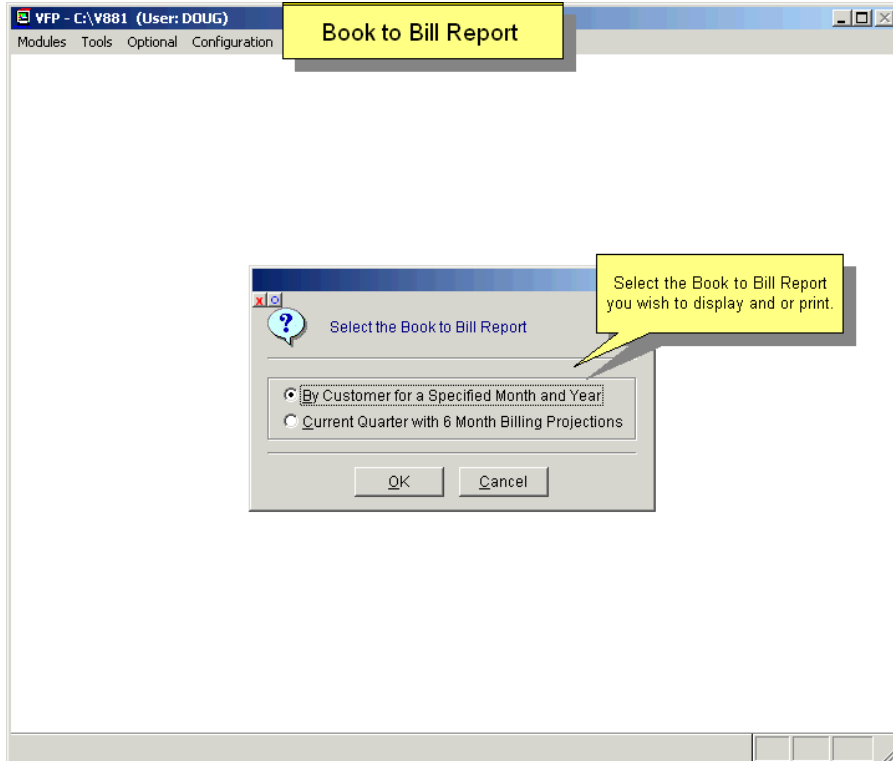 VFP - C:\V881 (User: DOUG)
Book to Bill Report
Modules Tools Optional Configuration
Select the Book to Bill Report
you wish to display and or print.
x o
?
Select the Book to Bill Report
By Customer for a Specified Month and Year
Current Quarter with 6 Month Billing Projections
OK Cancel